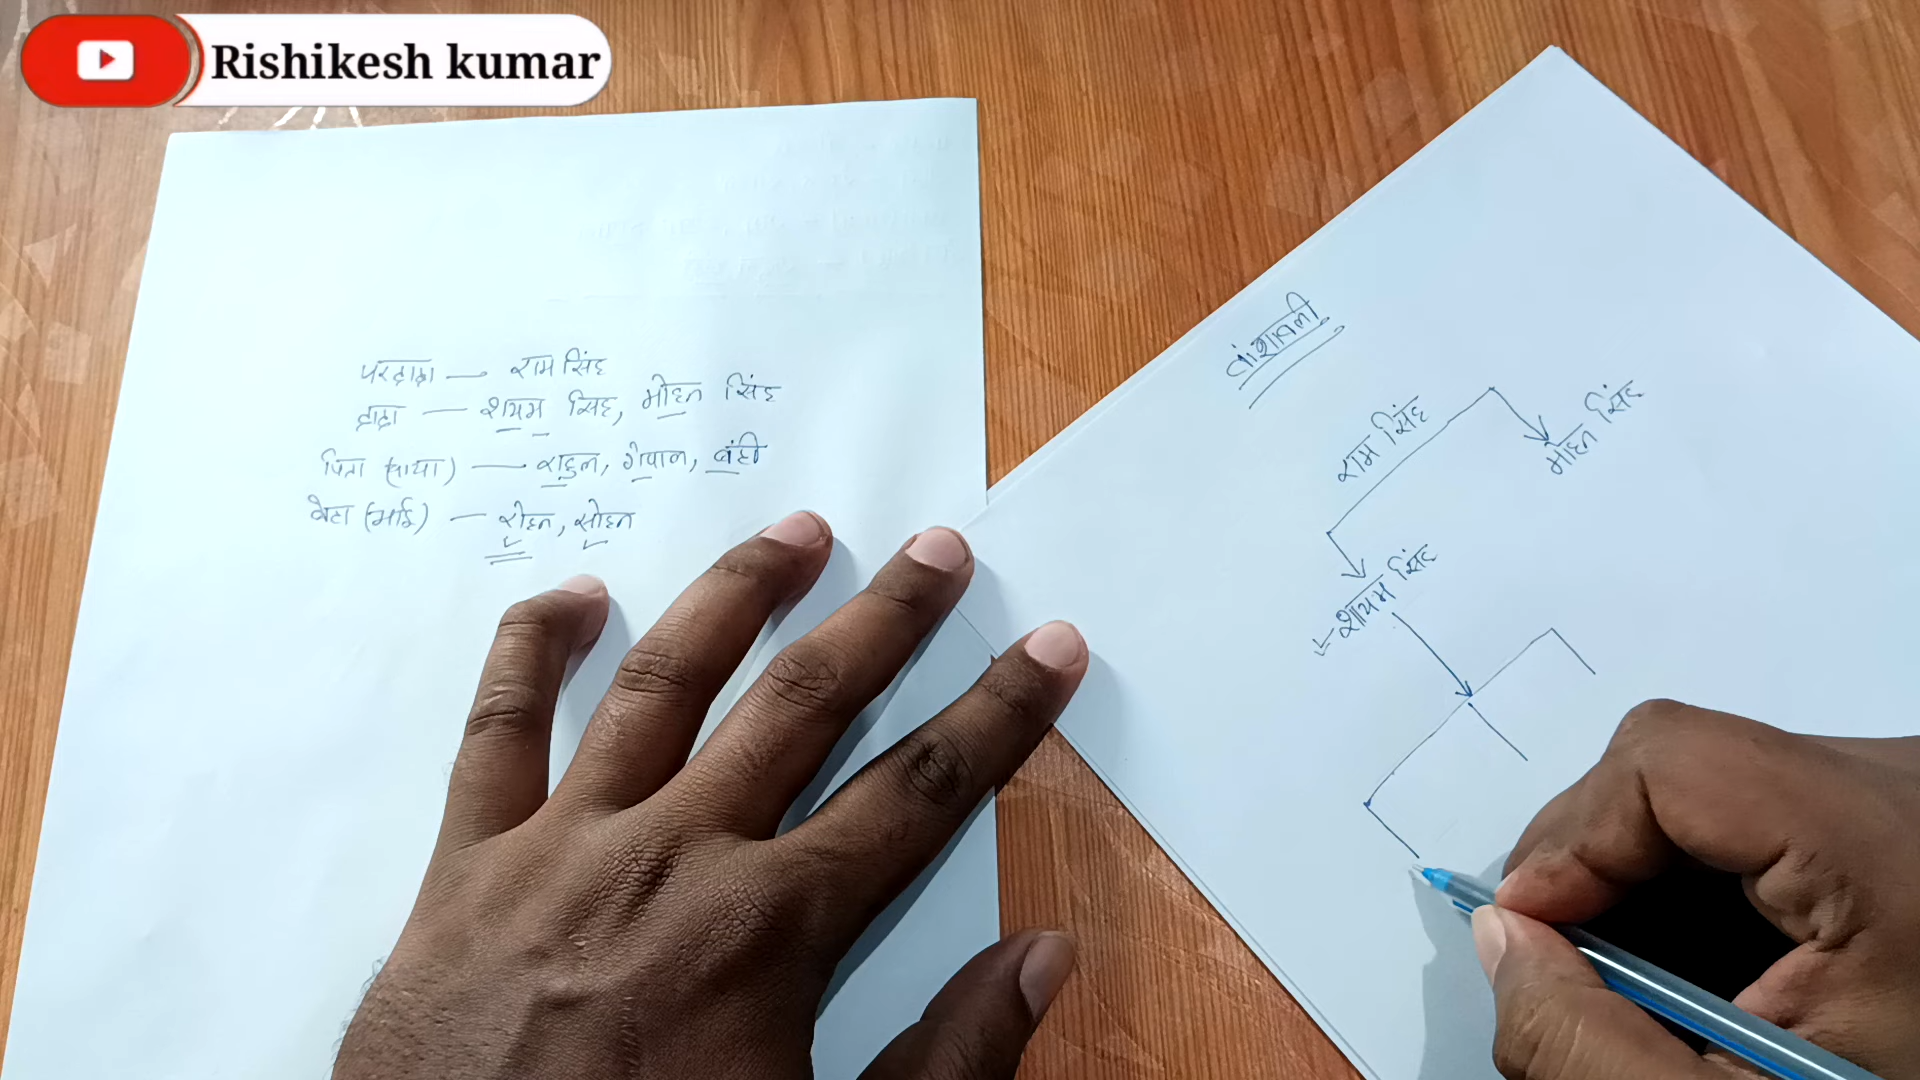 Rishikesh kumar
परदादा — राम सिंह
दादा — श्याम सिंह, मोहन सिंह
पिता (चाचा) — राहुल, गोपाल, बंटी
बेटा (भाई) — रोहन, सोहन
वंशावली
राम सिंह
मोहन सिंह
श्याम सिंह